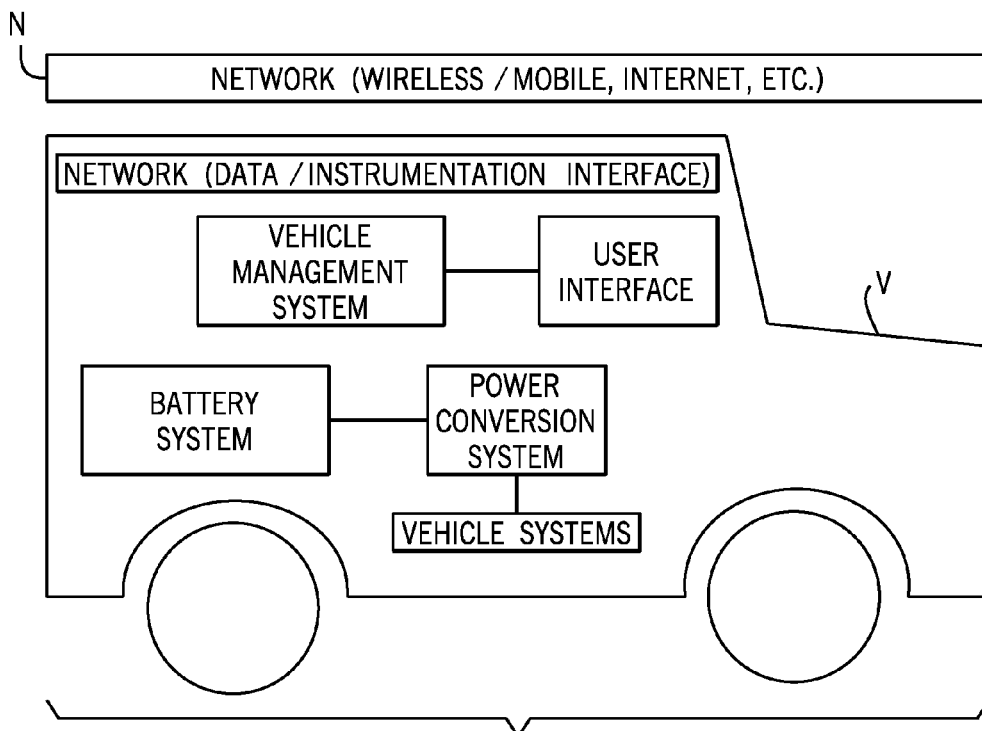 N
NETWORK (WIRELESS / MOBILE, INTERNET, ETC.)
NETWORK (DATA / INSTRUMENTATION INTERFACE)
VEHICLE
MANAGEMENT
SYSTEM
USER
INTERFACE
V
BATTERY
SYSTEM
POWER
CONVERSION
SYSTEM
VEHICLE SYSTEMS